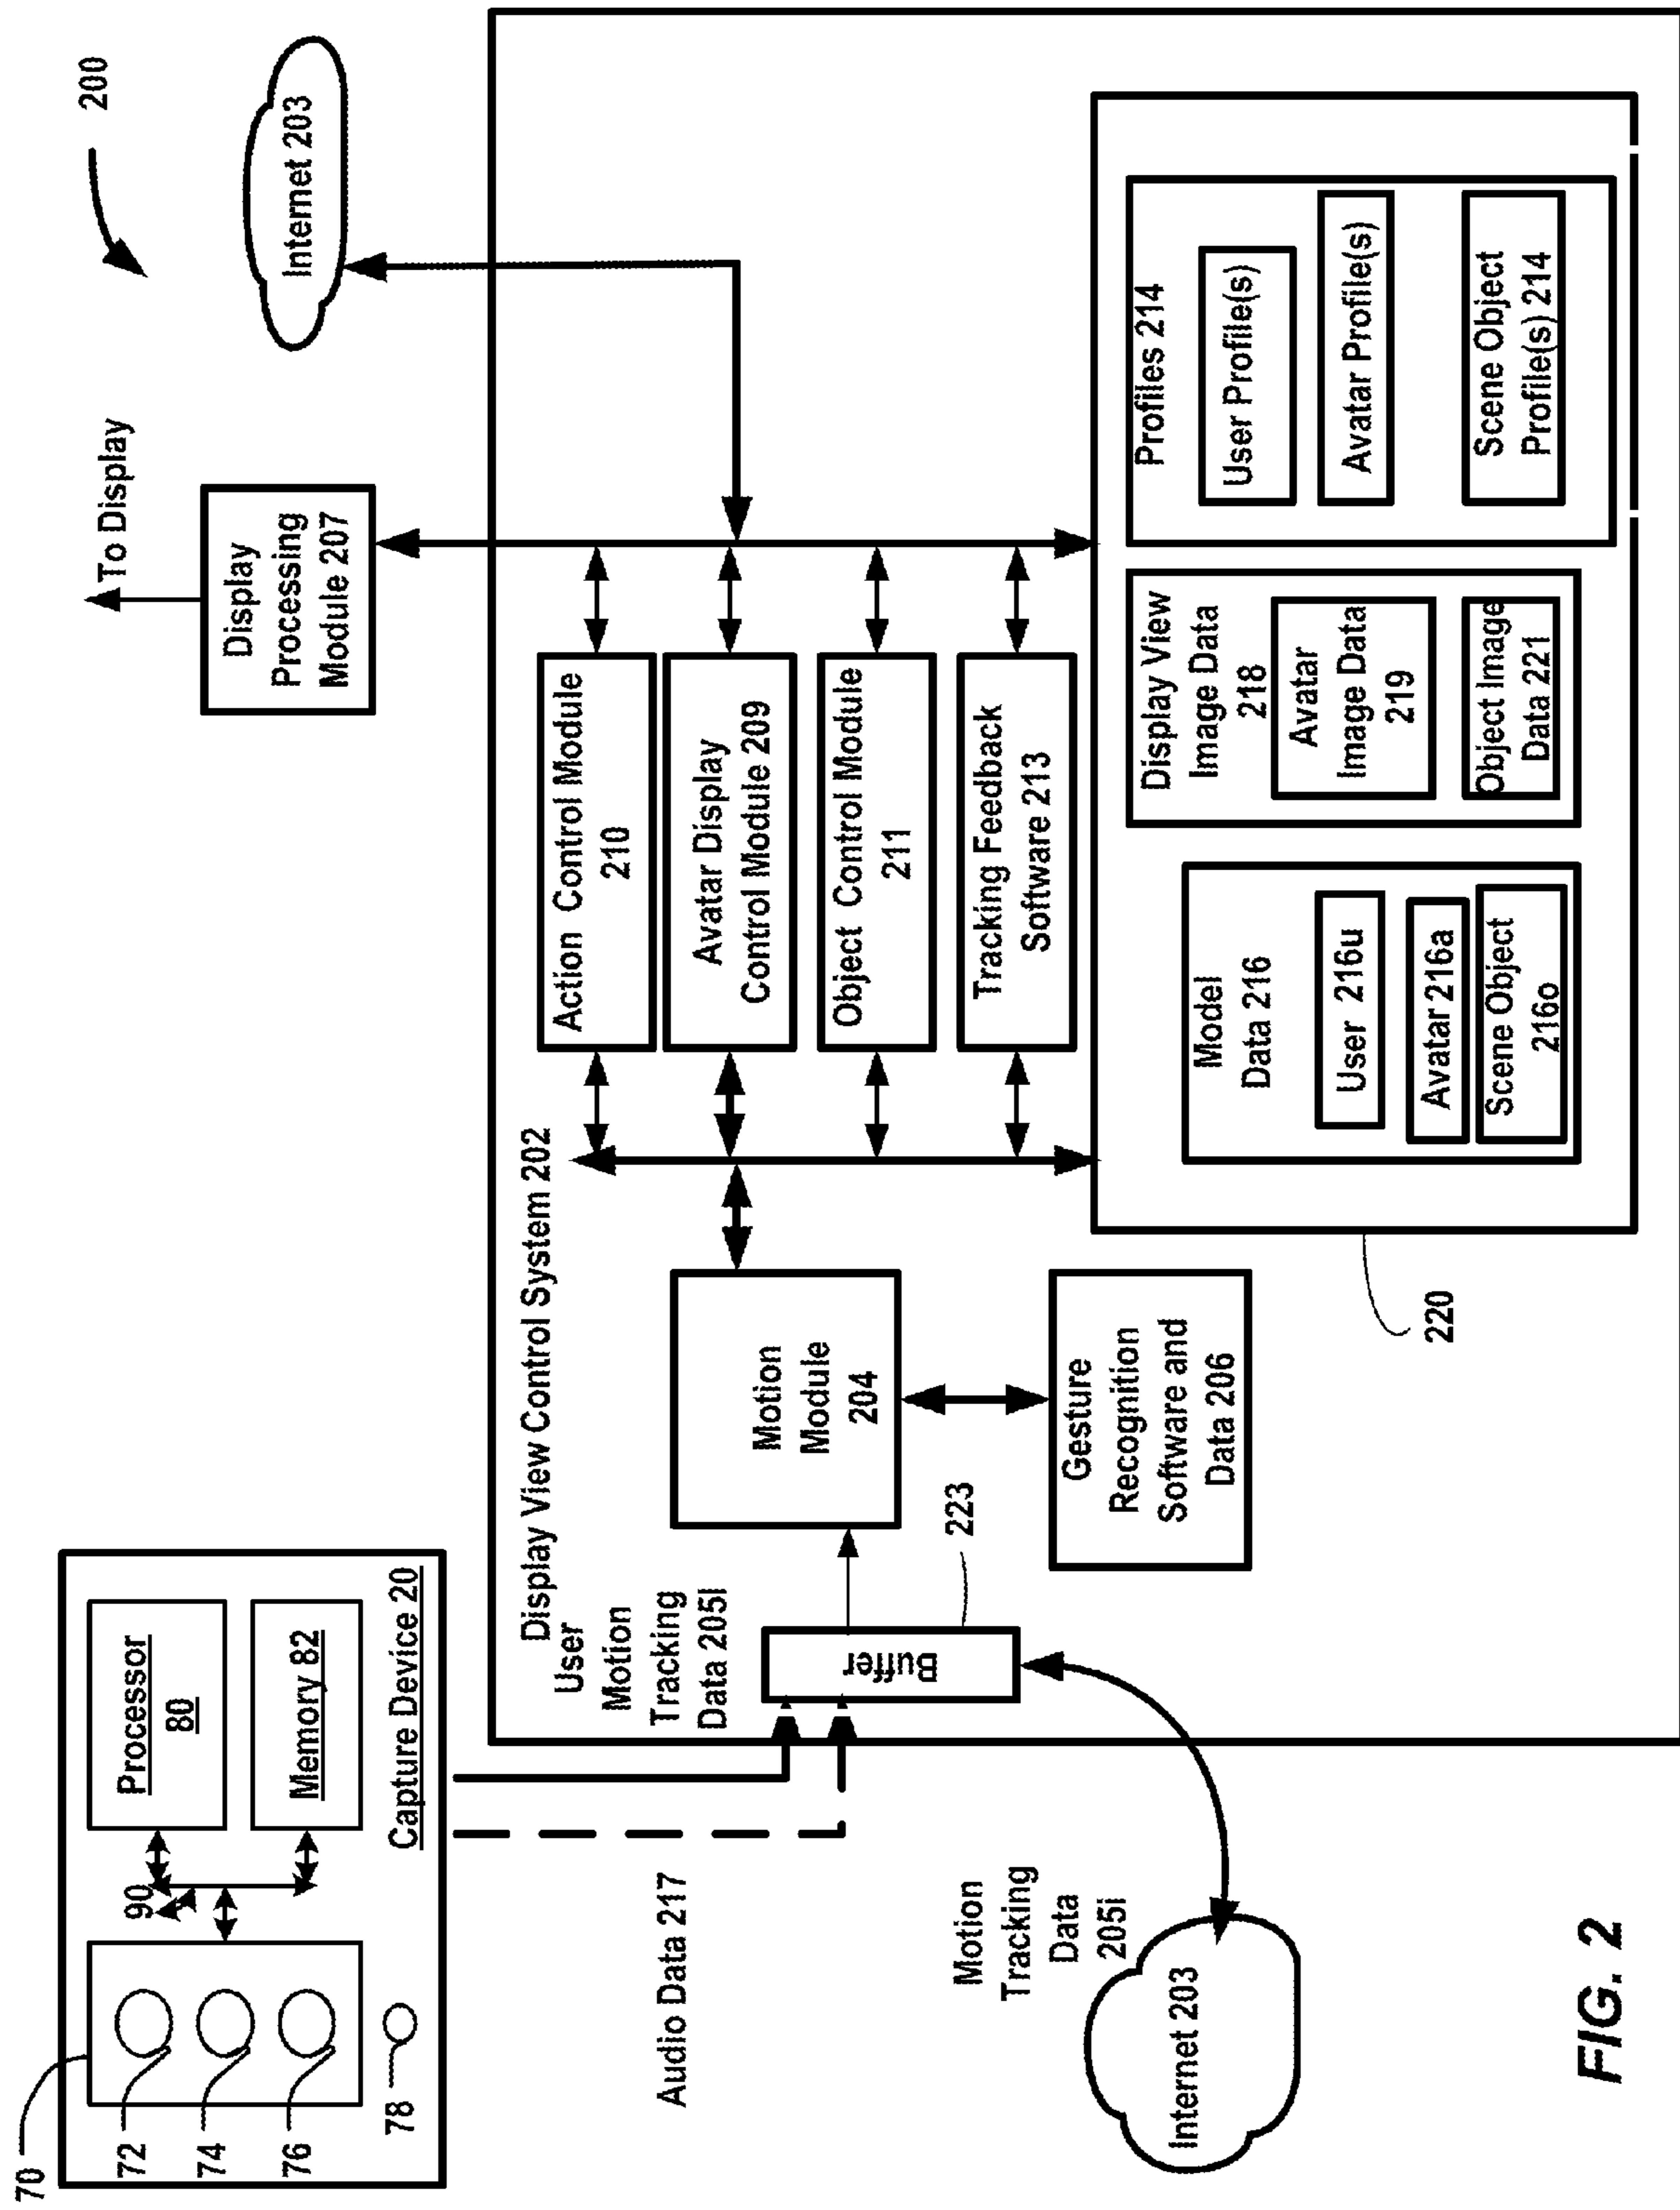 200
70
72
74
76
78
90
Processor
80
Memory 82
Capture Device 20
Audio Data 217
Motion
Tracking
Data
205i
Internet 203
Display View Control System 202
User
Motion
Tracking
Data 205l
Buffer
223
Motion
Module
204
Gesture
Recognition
Software and
Data 206
220
To Display
Display
Processing
Module 207
Internet 203
Action Control Module
210
Avatar Display
Control Module 209
Object Control Module
211
Tracking Feedback
Software 213
Model
Data 216
User 216u
Avatar 216a
Scene Object
216o
Display View
Image Data
218
Avatar
Image Data
219
Object Image
Data 221
Profiles 214
User Profile(s)
Avatar Profile(s)
Scene Object
Profile(s) 214
FIG. 2